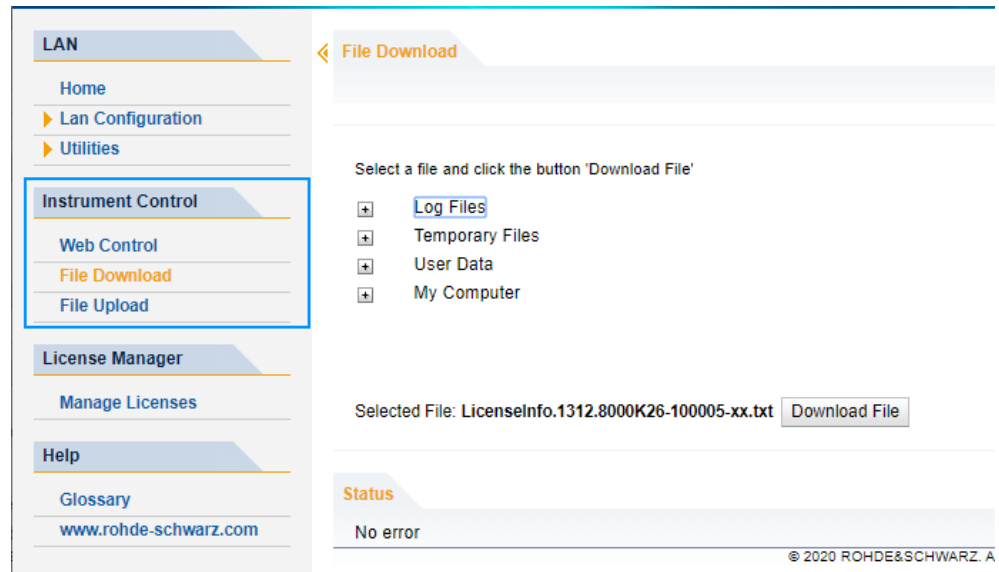 LAN
Home
Lan Configuration
Utilities
Instrument Control
Web Control
File Download
File Upload
License Manager
Manage Licenses
Help
Glossary
www.rohde-schwarz.com
File Download
Select a file and click the button 'Download File'
Log Files
Temporary Files
User Data
My Computer
Selected File: LicenseInfo.1312.8000K26-100005-xx.txt Download File
Status
No error
© 2020 ROHDE&SCHWARZ. A